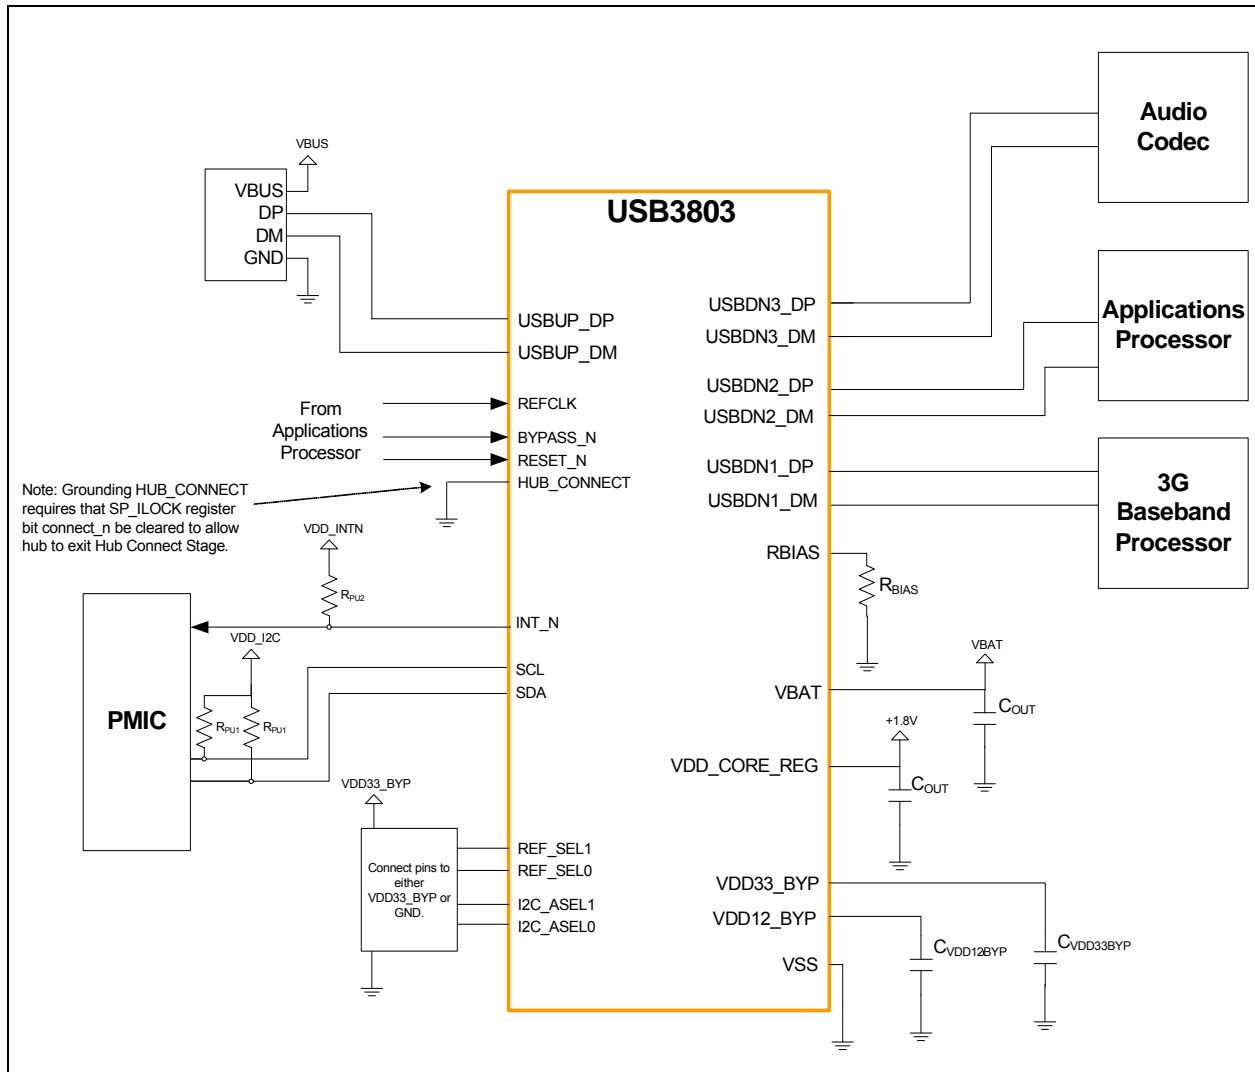 Audio
Codec
VBUS
VBUS
DP
DM
GND
USB3803
USBUP_DP
USBUP_DM
USBDN3_DP
USBDN3_DM
Applications
Processor
USBDN2_DP
USBDN2_DM
From
Applications
Processor
REFCLK
BYPASS_N
RESET_N
HUB_CONNECT
USBDN1_DP
USBDN1_DM
3G
Baseband
Processor
Note: Grounding HUB_CONNECT
requires that SP_ILOCK register
bit connect_n be cleared to allow
hub to exit Hub Connect Stage.
VDD_INTN
RPU2
RBIAS
RBIAS
INT_N
VDD_I2C
SCL
SDA
PMIC
RPU1
RPU1
VBAT
VBAT
COUT
+1.8V
VDD_CORE_REG
COUT
VDD33_BYP
Connect pins to
either
VDD33_BYP or
GND.
REF_SEL1
REF_SEL0
I2C_ASEL1
I2C_ASEL0
VDD33_BYP
VDD12_BYP
VSS
CVDD12BYP
CVDD33BYP